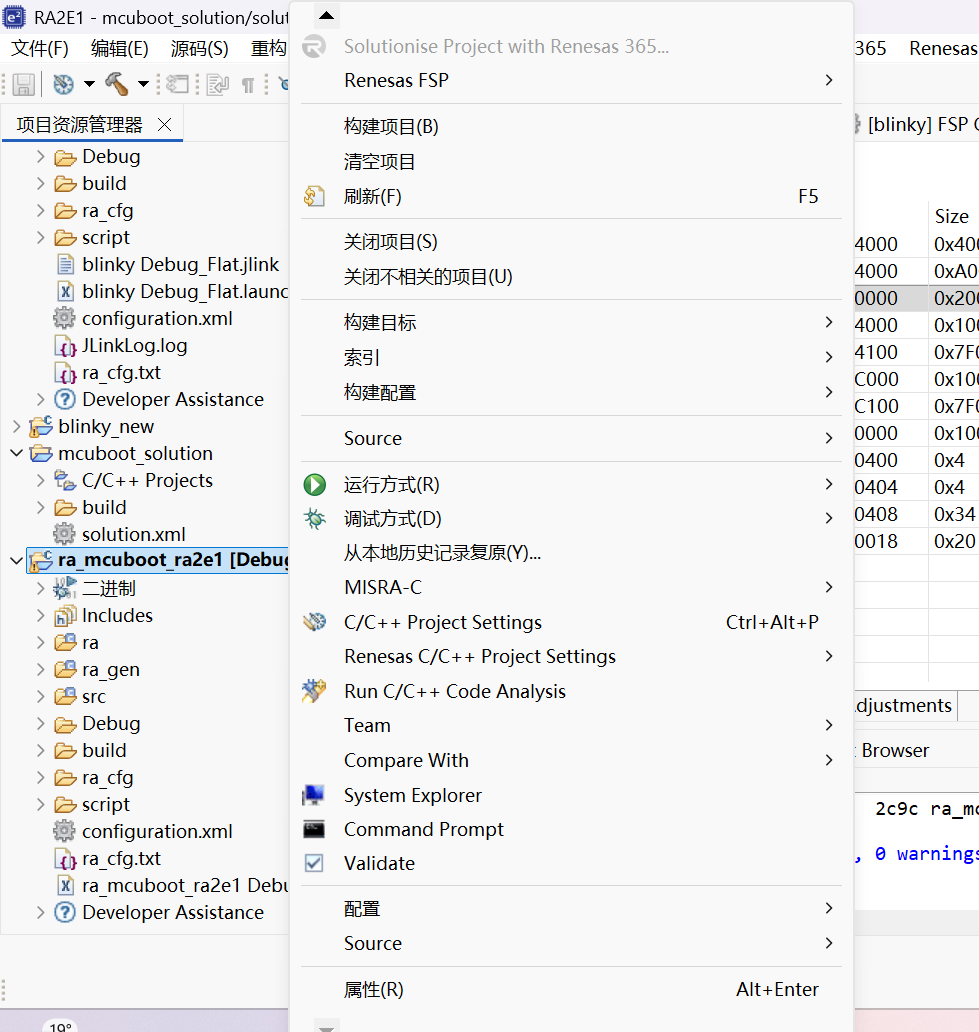 RA2E1 - mcuboot_solution/solut
文件(F) 编辑(E) 源码(S) 重构
365 Renesas
项目资源管理器
[blinky] FSP C
Debug
build
ra_cfg
script
blinky Debug_Flat.jlink
blinky Debug_Flat.launc
configuration.xml
JLinkLog.log
ra_cfg.txt
Developer Assistance
blinky_new
mcuboot_solution
C/C++ Projects
build
solution.xml
ra_mcuboot_ra2e1 [Debug
二进制
Includes
ra
ra_gen
src
Debug
build
ra_cfg
script
configuration.xml
ra_cfg.txt
ra_mcuboot_ra2e1 Debu
Developer Assistance
19°
Solutionise Project with Renesas 365...
Renesas FSP
构建项目(B)
清空项目
刷新(F) F5
关闭项目(S)
关闭不相关的项目(U)
构建目标
索引
构建配置
Source
运行方式(R)
调试方式(D)
从本地历史记录复原(Y)...
MISRA-C
C/C++ Project Settings Ctrl+Alt+P
Renesas C/C++ Project Settings
Run C/C++ Code Analysis
Team
Compare With
System Explorer
Command Prompt
Validate
配置
Source
属性(R) Alt+Enter
Size
4000 0x400
4000 0xA0
0000 0x200
4000 0x100
4100 0x7F0
C000 0x100
C100 0x7F0
0000 0x100
0400 0x4
0404 0x4
0408 0x34
0018 0x20
djustments
Browser
2c9c ra_mc
, 0 warnings